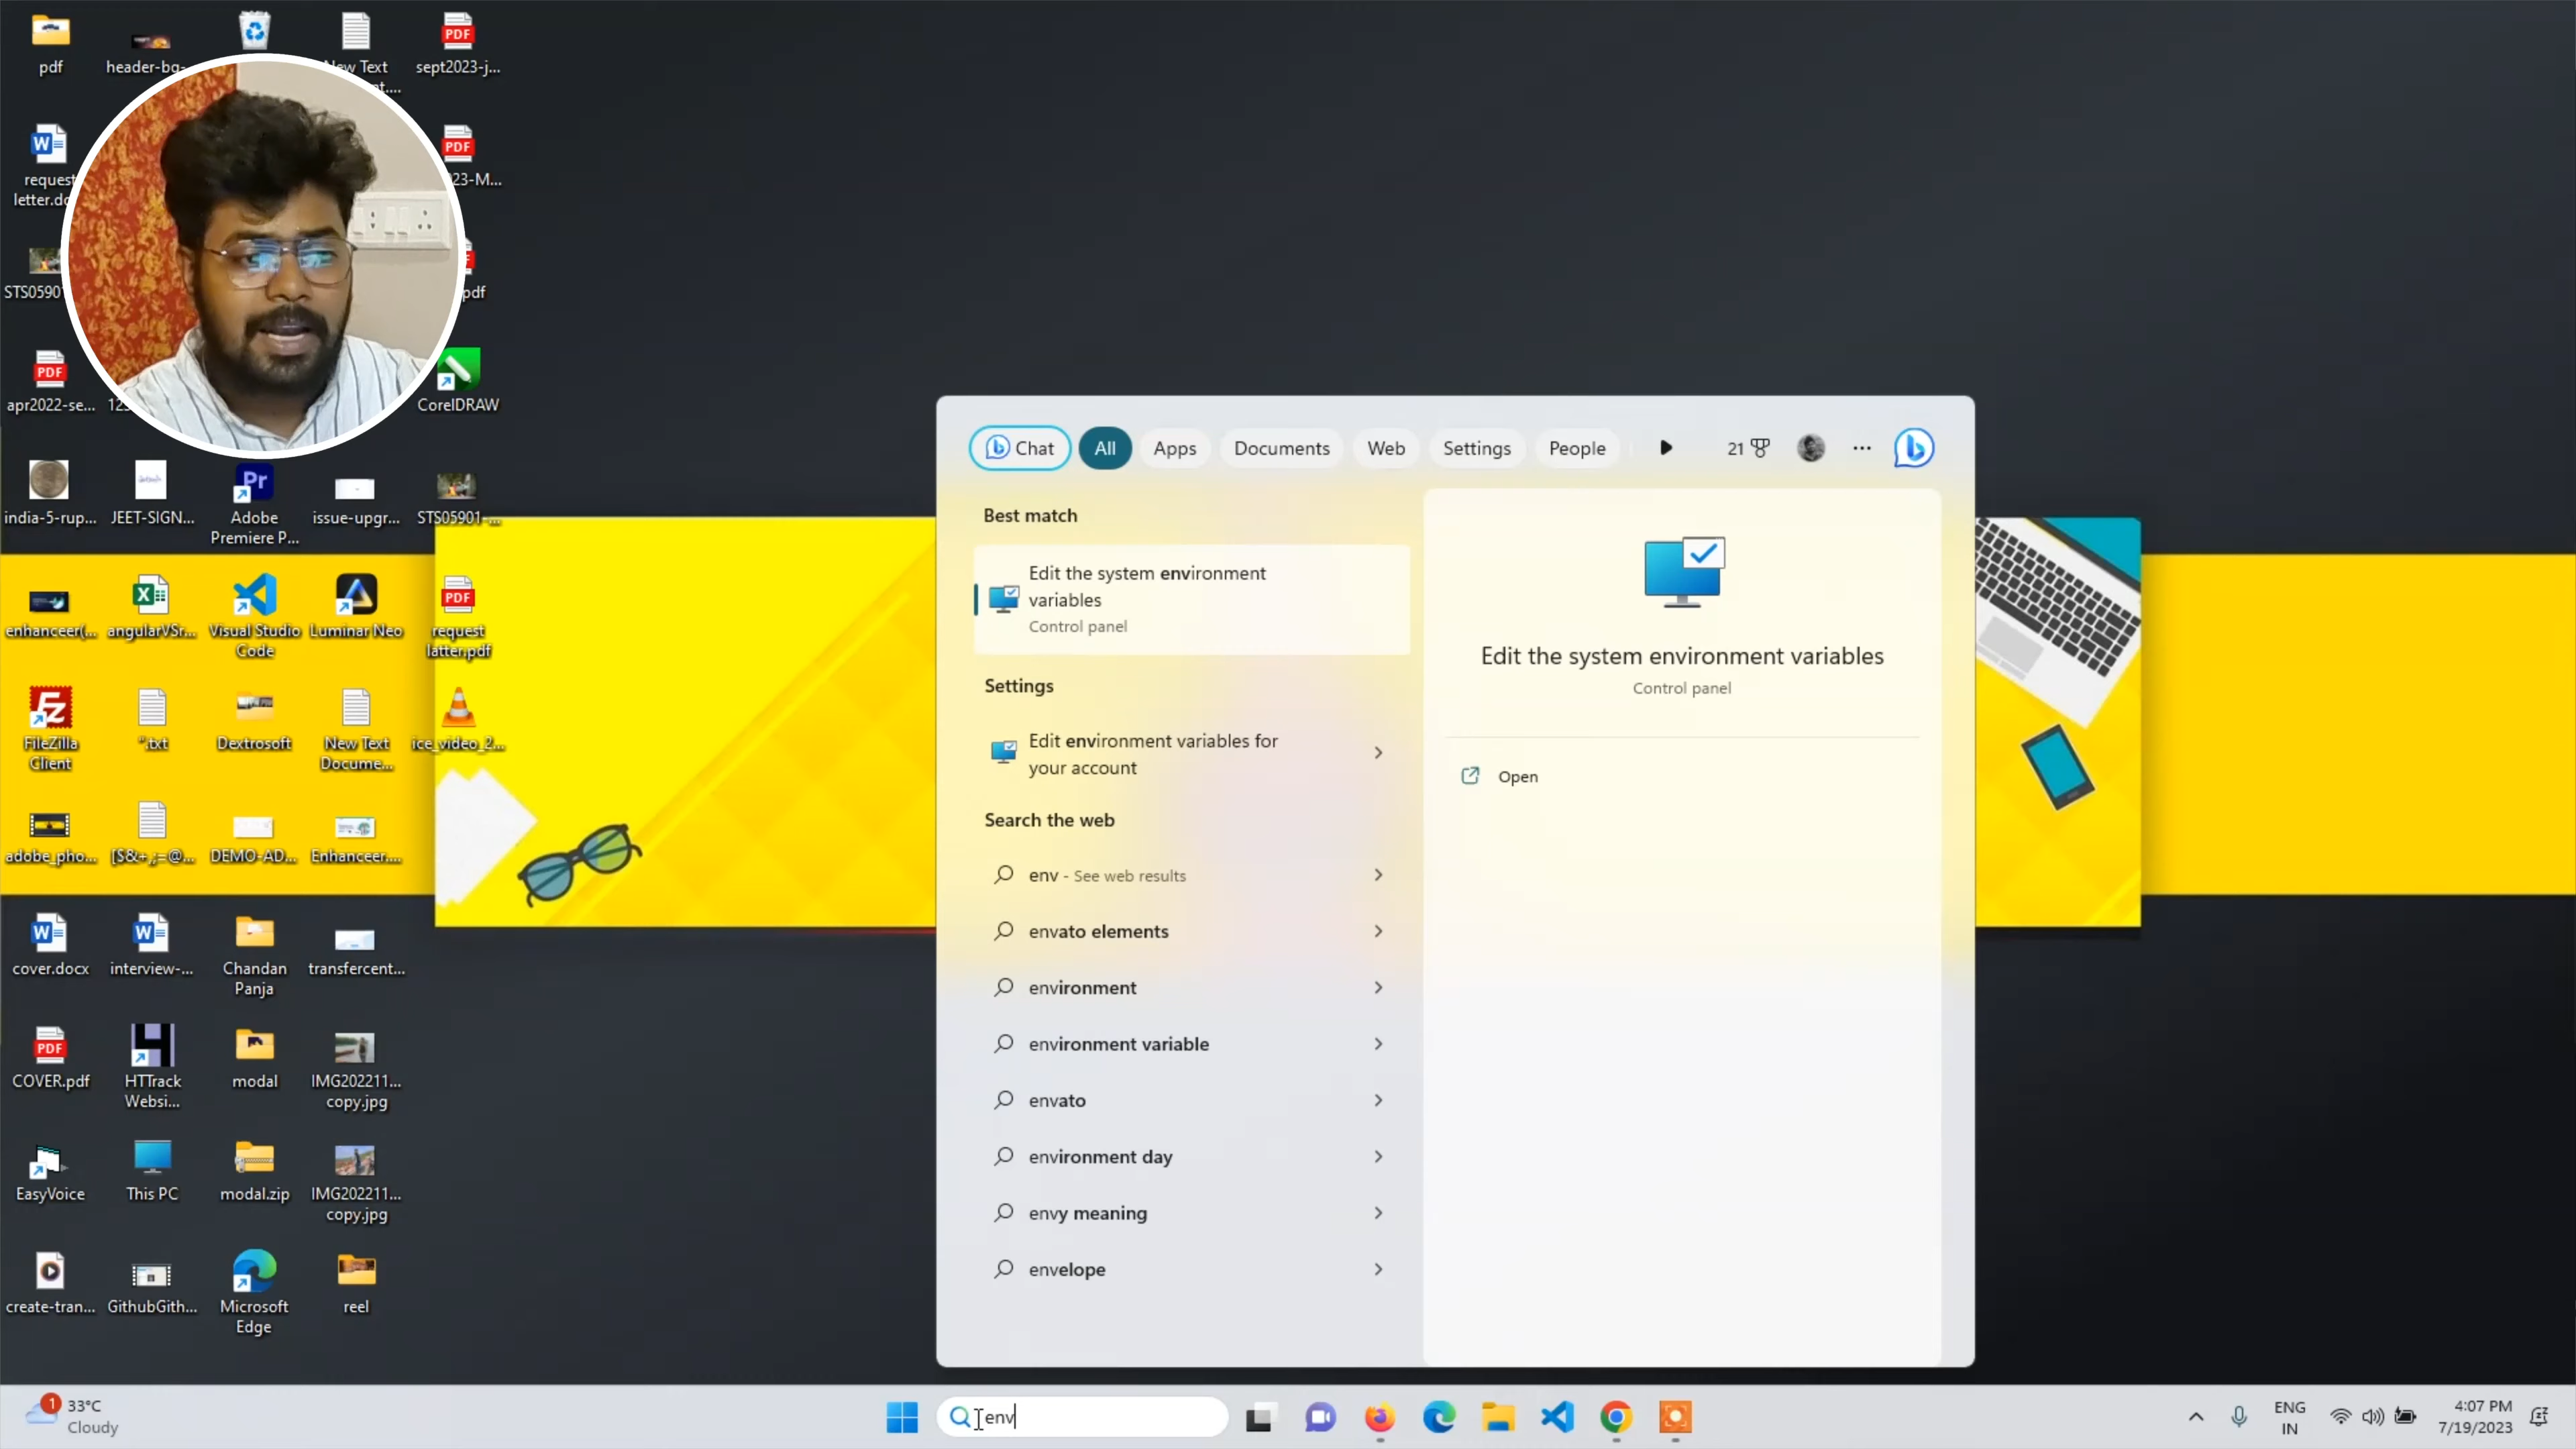 pdf
header-bg-
New Text
sept2023-j...
request
letter.do
23-M...
STS0590
pdf
apr2022-se...
CorelDRAW
india-5-rup...
JEET-SIGN...
Adobe
Premiere P...
issue-upgr...
STS05901-...
enhanceer(...
angularVSr...
Visual Studio
Code
Luminar Neo
request
latter.pdf
FileZilla
Client
".txt
Dextrosoft
New Text
Docume...
ice_video_2...
adobe_pho...
[S&+,;=@...
DEMO-AD...
Enhanceer....
cover.docx
interview-...
Chandan
Panja
transfercent...
COVER.pdf
HTTrack
Websi...
modal
IMG202211...
copy.jpg
EasyVoice
This PC
modal.zip
IMG202211...
copy.jpg
create-tran...
GithubGith...
Microsoft
Edge
reel
Chat All Apps Documents Web Settings People 21 ...
Best match
Edit the system environment
variables
Control panel
Settings
Edit environment variables for
your account
Search the web
env - See web results
envato elements
environment
environment variable
envato
environment day
envy meaning
envelope
Edit the system environment variables
Control panel
Open
1 33°C
Cloudy
env
ENG
IN
4:07 PM
7/19/2023